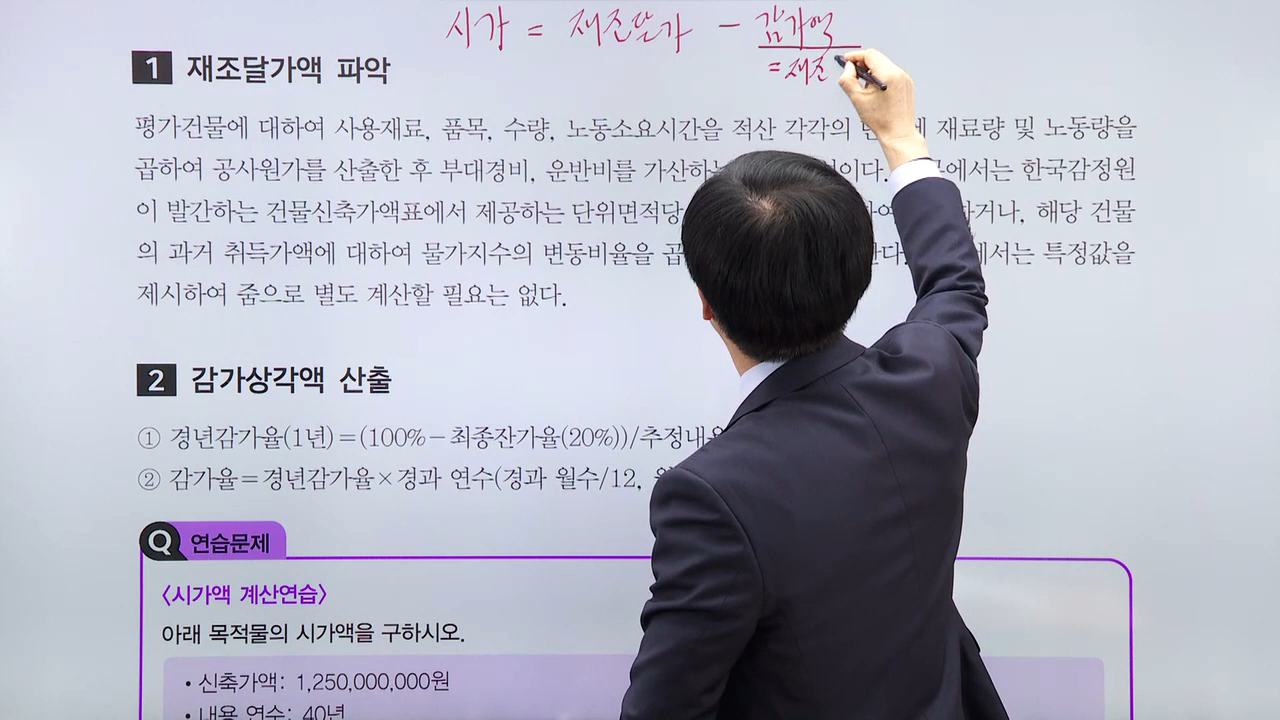 시가 = 재조달가 - 감가액
= 재조
1 재조달가액 파악
평가건물에 대하여 사용재료, 품목, 수량, 노동소요시간을 적산 각각의 재료량 및 노동량을
곱하여 공사원가를 산출한 후 부대경비, 운반비를 가산하는 한국감정원
이 발간하는 건물신축가액표에서 제공하는 단위면적당 해당 건물
의 과거 취득가액에 대하여 물가지수의 변동비율을 특정값을
제시하여 줌으로 별도 계산할 필요는 없다.
2 감가상각액 산출
① 경년감가율(1년)=(100%-최종잔가율(20%))/추정내용
② 감가율=경년감가율×경과 연수(경과 월수/12,
Q 연습문제
〈시가액 계산연습〉
아래 목적물의 시가액을 구하시오.
• 신축가액: 1,250,000,000원
• 내용 연수: 40년